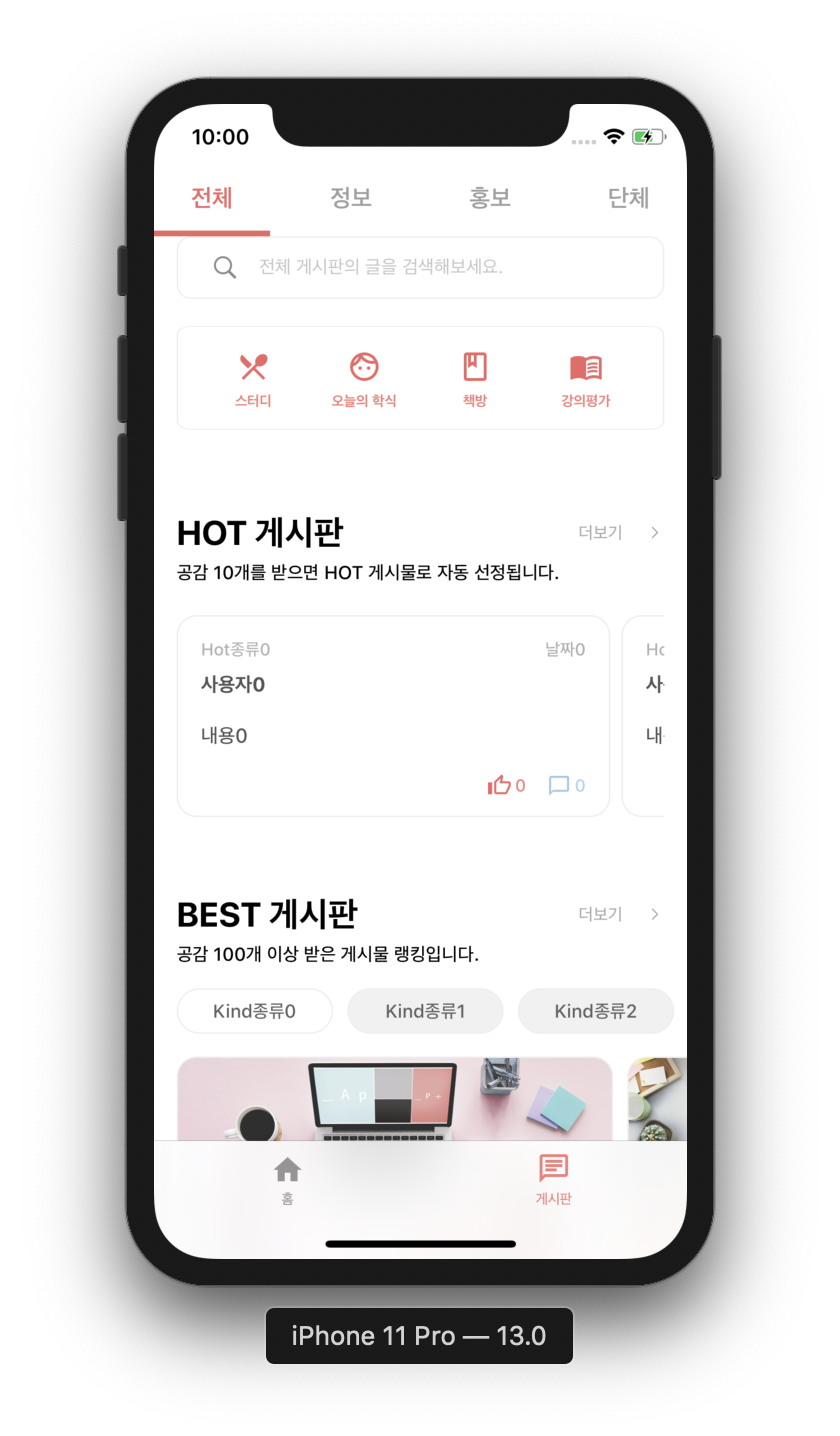 10:00
전체 정보 홍보 단체
전체 게시판의 글을 검색해보세요.
스터디 오늘의 학식 책방 강의평가
HOT 게시판 더보기
공감 10개를 받으면 HOT 게시물로 자동 선정됩니다.
Hot종류0 날짜0
사용자0
내용0
0 0
BEST 게시판 더보기
공감 100개 이상 받은 게시물 랭킹입니다.
Kind종류0 Kind종류1 Kind종류2
_ A p _ P +
홈 게시판
iPhone 11 Pro — 13.0